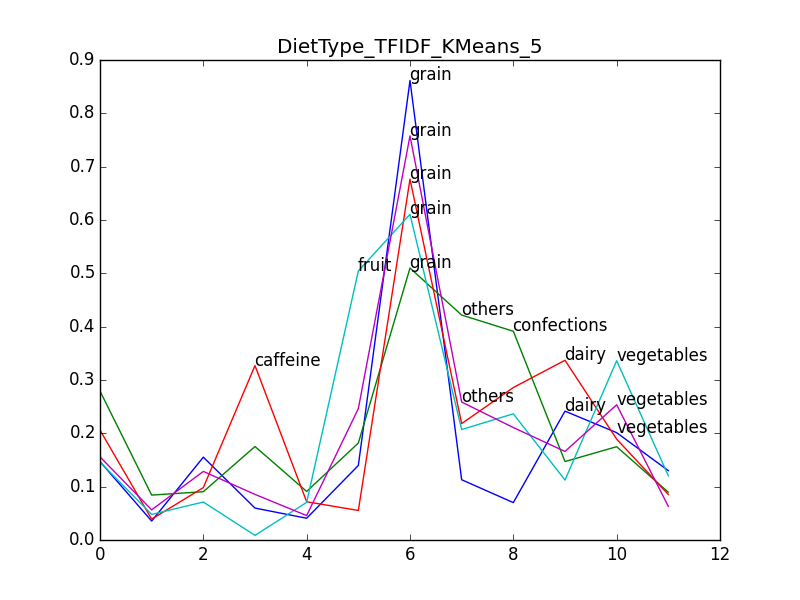 DietType_TFIDF_KMeans_5
0.9
grain
0.8
grain
0.7
grain
0.6
grain
0.5
fruit
grain
others
0.4
confections
caffeine
dairy
vegetables
0.3
others
dairy
vegetables
0.2
vegetables
0.1
0.0
0 2 4 6 8 10 12